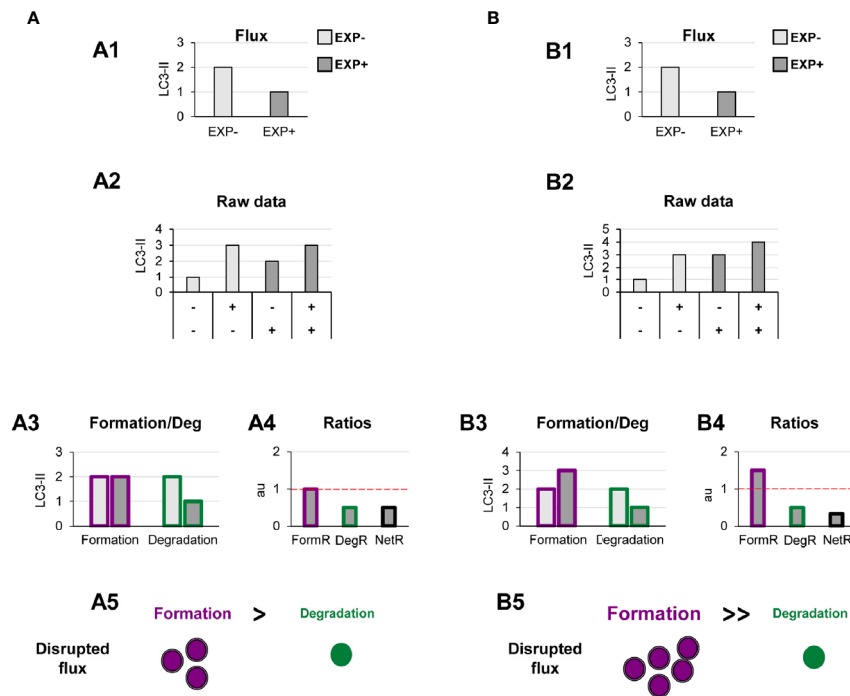 A
A1
Flux
EXP-
EXP+
LC3-II
3
2
1
0
EXP- EXP+
A2
Raw data
LC3-II
4
3
2
1
0
- + - +
- - + +
A3
Formation/Deg
LC3-II
3
2
1
0
Formation Degradation
A4
Ratios
au
2
1
0
FormR DegR NetR
A5
Formation > Degradation
Disrupted
flux
B
B1
Flux
EXP-
EXP+
LC3-II
3
2
1
0
EXP- EXP+
B2
Raw data
LC3-II
5
4
3
2
1
0
- + - +
- - + +
B3
Formation/Deg
LC3-II
4
3
2
1
0
Formation Degradation
B4
Ratios
au
2
1
0
FormR DegR NetR
B5
Formation >> Degradation
Disrupted
flux